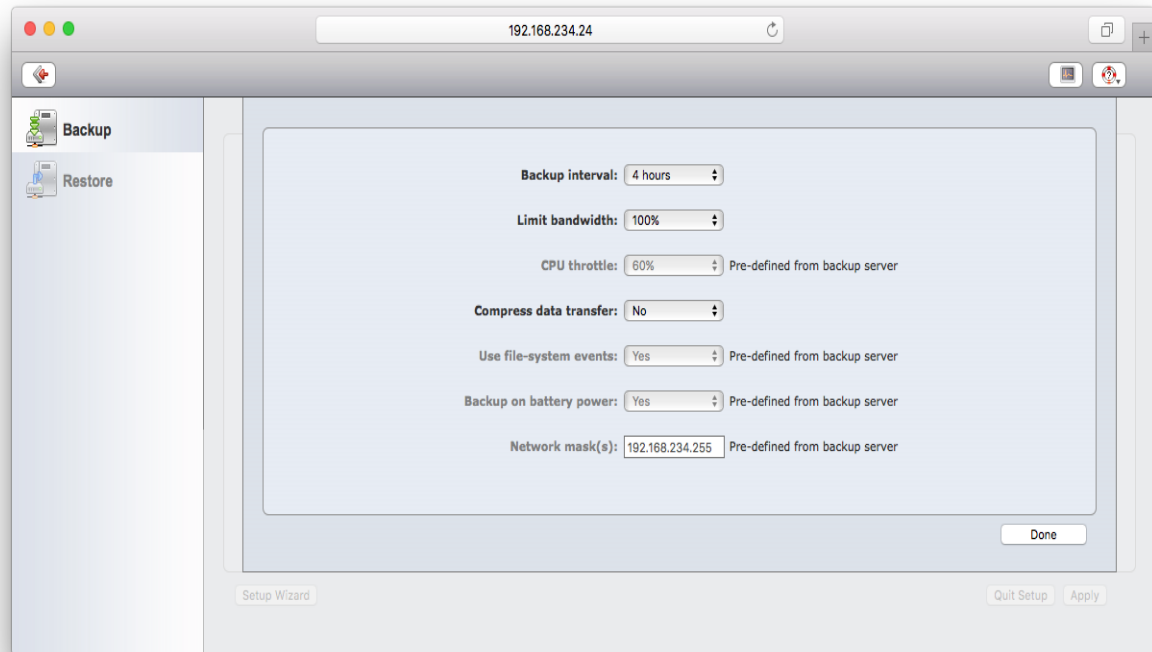 192.168.234.24
Backup
Restore
Backup interval: 4 hours
Limit bandwidth: 100%
CPU throttle: 60% Pre-defined from backup server
Compress data transfer: No
Use file-system events: Yes Pre-defined from backup server
Backup on battery power: Yes Pre-defined from backup server
Network mask(s): 192.168.234.255 Pre-defined from backup server
Done
Setup Wizard Quit Setup Apply